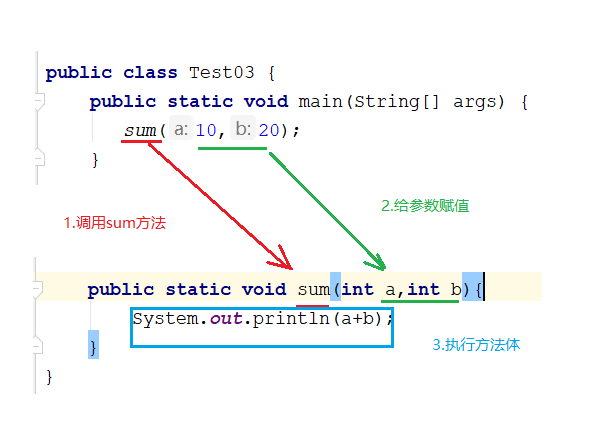 public class Test03 {
public static void main(String[] args) {
sum(a: 10, b: 20);
}
1.调用sum方法
2.给参数赋值
public static void sum(int a,int b){
System.out.println(a+b);
}
3.执行方法体
}